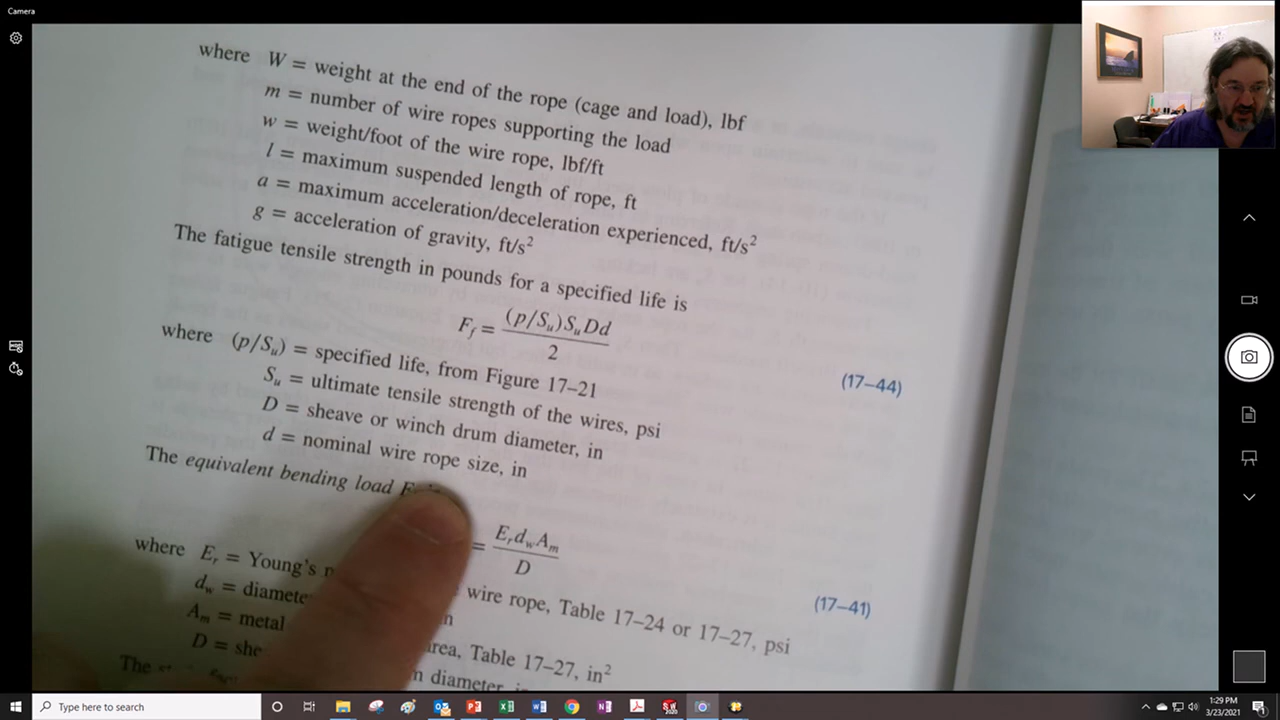 Camera
where W = weight at the end of the rope (cage and load), lbf
m = number of wire ropes supporting the load
w = weight/foot of the wire rope, lbf/ft
l = maximum suspended length of rope, ft
a = maximum acceleration/deceleration experienced, ft/s²
g = acceleration of gravity, ft/s²
The fatigue tensile strength in pounds for a specified life is
F_f = (p/S_u)S_uDd / 2
(17–44)
where (p/S_u) = specified life, from Figure 17–21
S_u = ultimate tensile strength of the wires, psi
D = sheave or winch drum diameter, in
d = nominal wire rope size, in
The equivalent bending load
= E_rd_wA_m / D
(17–41)
where E_r = Young's wire rope, Table 17–24 or 17–27, psi
d_w =
A_m = metal Table 17–27, in²
D = diameter,
The
Type here to search
1:29 PM
3/23/2021